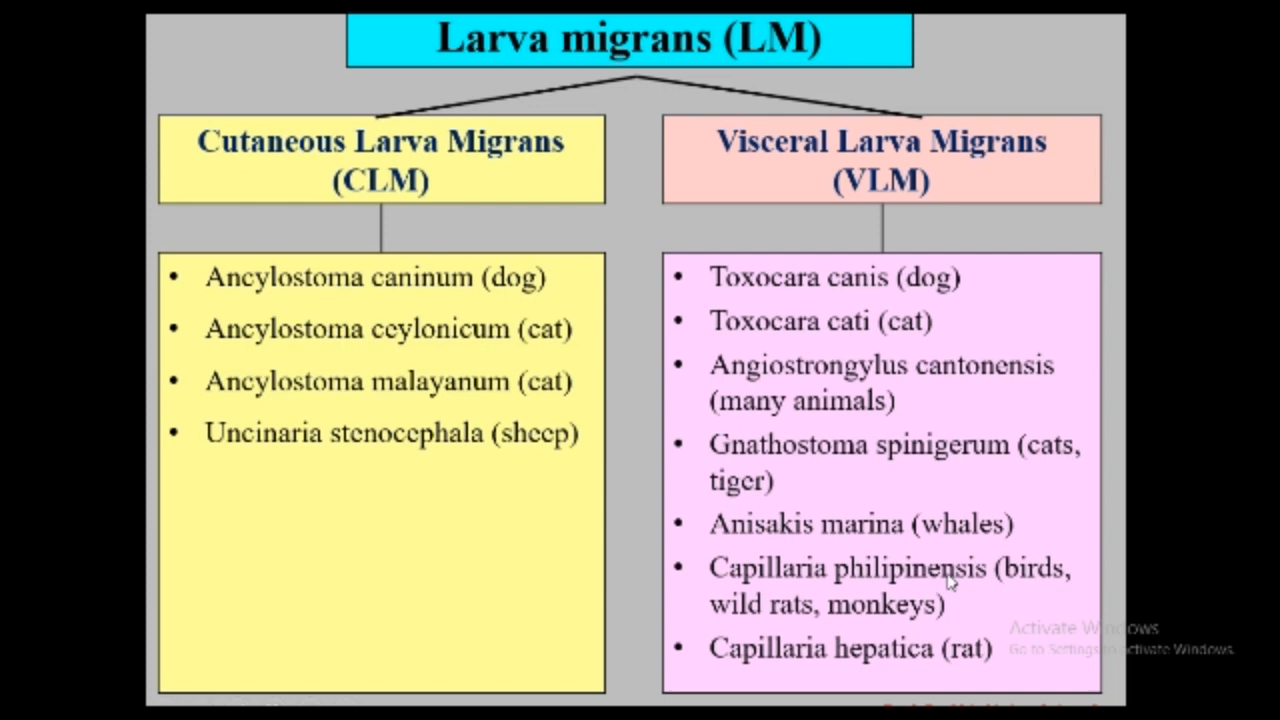 Larva migrans (LM)
Cutaneous Larva Migrans
(CLM)
• Ancylostoma caninum (dog)
• Ancylostoma ceylonicum (cat)
• Ancylostoma malayanum (cat)
• Uncinaria stenocephala (sheep)
Visceral Larva Migrans
(VLM)
• Toxocara canis (dog)
• Toxocara cati (cat)
• Angiostrongylus cantonensis
(many animals)
• Gnathostoma spinigerum (cats,
tiger)
• Anisakis marina (whales)
• Capillaria philipinensis (birds,
wild rats, monkeys)
• Capillaria hepatica (rat)
Activate Windows
Go to Settings to activate Windows.